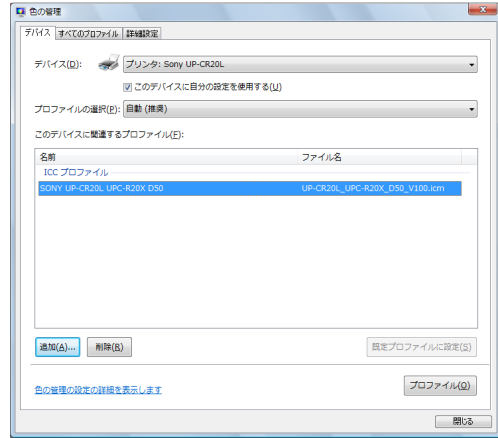 色の管理
デバイス すべてのプロファイル 詳細設定
デバイス(D): プリンタ: Sony UP-CR20L
このデバイスに自分の設定を使用する(U)
プロファイルの選択(P): 自動 (推奨)
このデバイスに関連するプロファイル(F):
名前 ファイル名
ICC プロファイル
SONY UP-CR20L UPC-R20X D50 UP-CR20L_UPC-R20X_D50_V100.icm
追加(A)... 削除(R) 既定プロファイルに設定(S)
色の管理の設定の詳細を表示します プロファイル(O)
閉じる